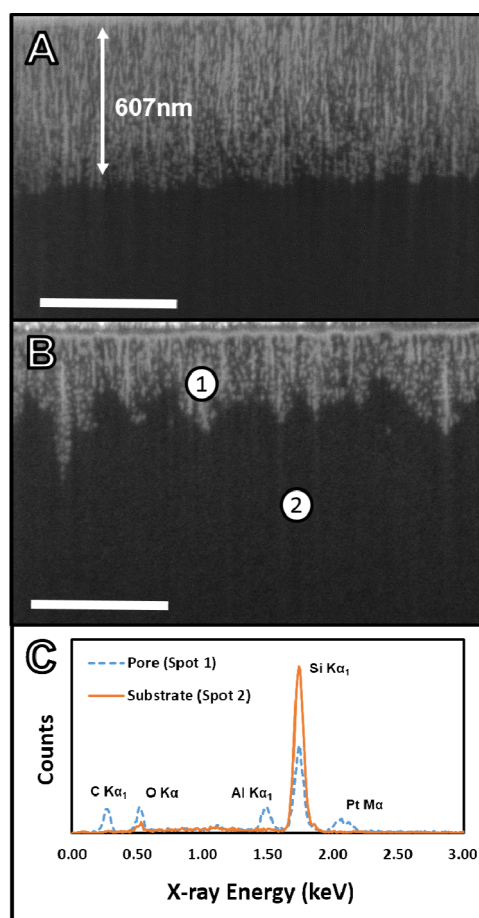 A
607nm
B
1
2
C
Pore (Spot 1)
Substrate (Spot 2)
Si Kα₁
C Kα₁
O Kα
Al Kα₁
Pt Mα
Counts
0.00 0.50 1.00 1.50 2.00 2.50 3.00
X-ray Energy (keV)